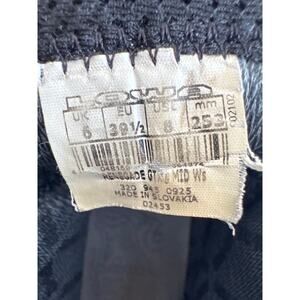 LOWA
UK EU USL mm
6 39½ 8 253
C02102
RENEGADE GTX MID Ws
320 945 0925
MADE IN SLOVAKIA
02453